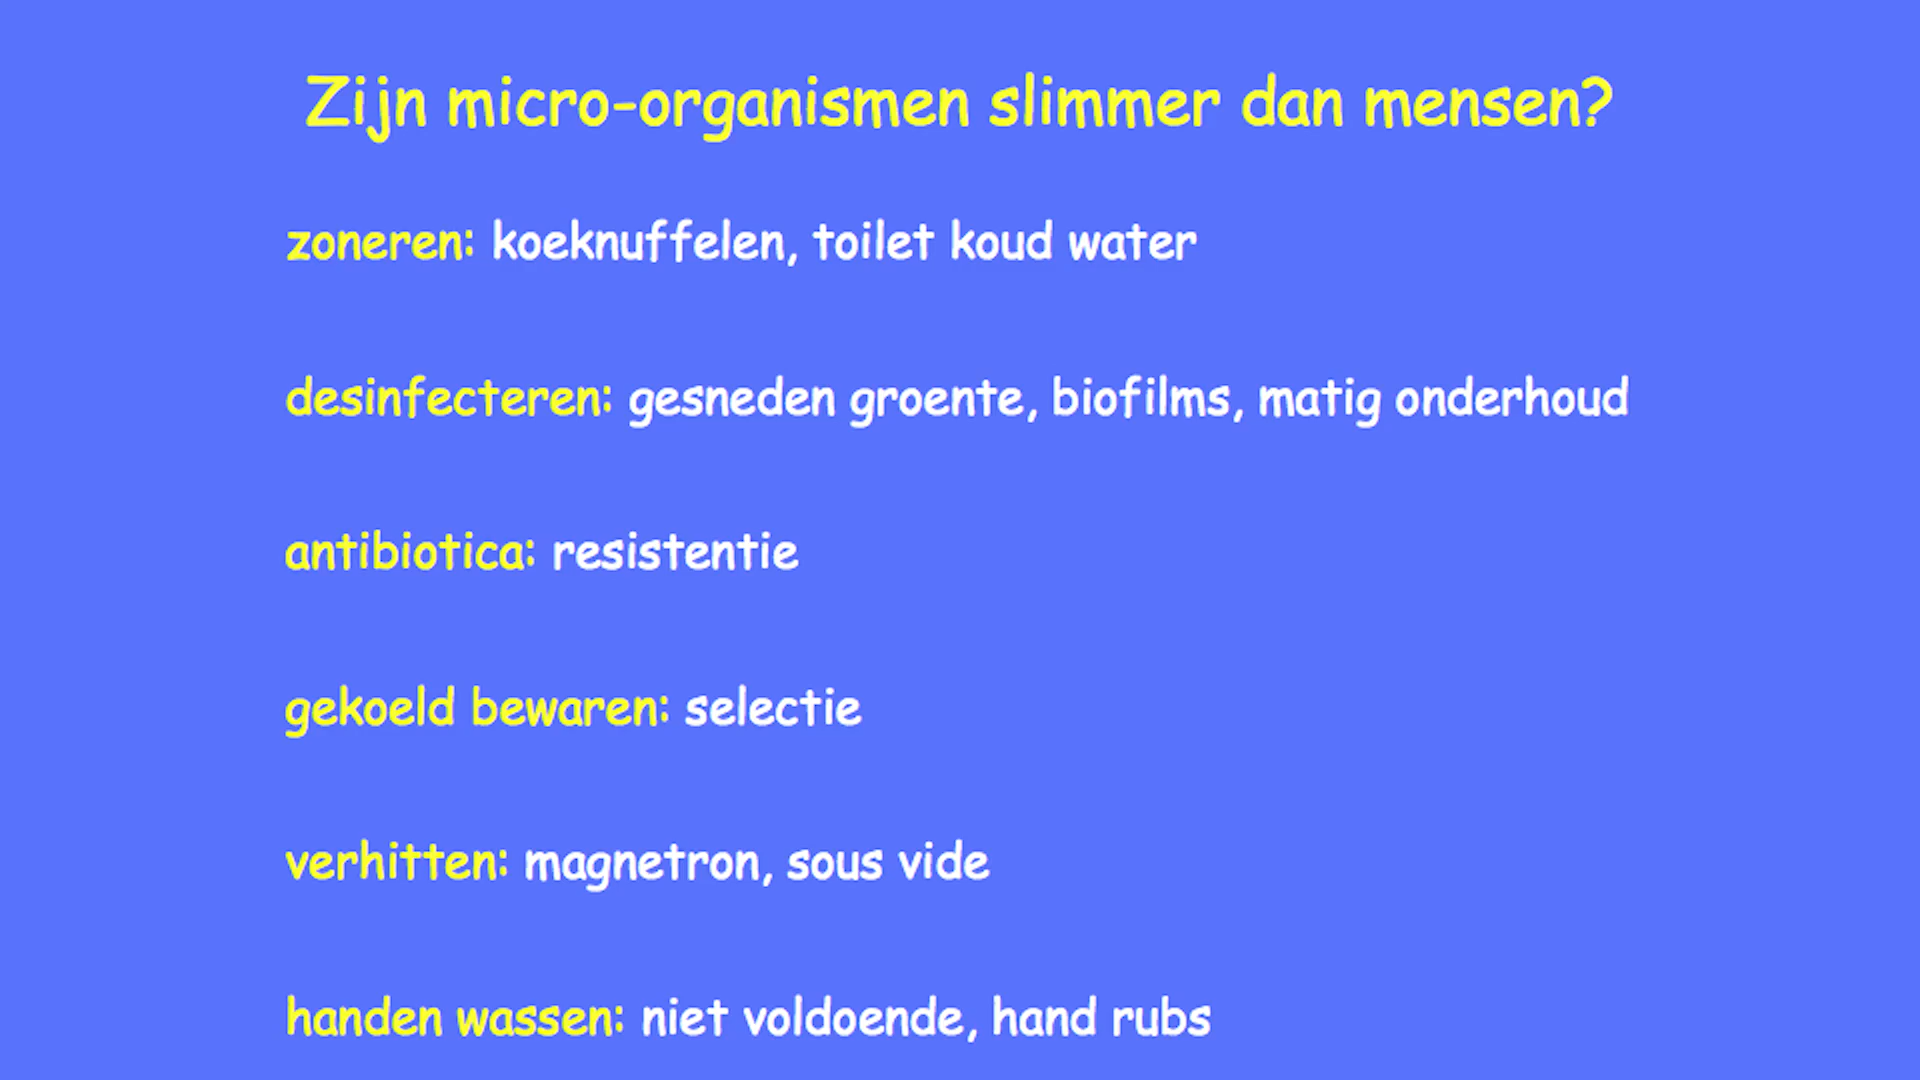 Zijn micro-organismen slimmer dan mensen?
zoneren: koeknuffelen, toilet koud water
desinfecteren: gesneden groente, biofilms, matig onderhoud
antibiotica: resistentie
gekoeld bewaren: selectie
verhitten: magnetron, sous vide
handen wassen: niet voldoende, hand rubs